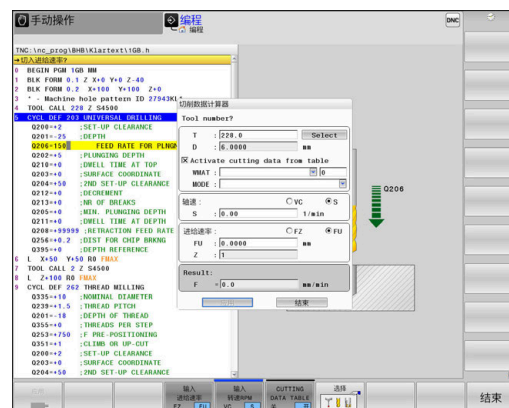 手动操作
编程
编程
DNC
TNC:\nc_prog\BHB\Klartext\1GB.h
→切入进给速率?
0 BEGIN PGM 1GB MM
1 BLK FORM 0.1 Z X+0 Y+0 Z-40
2 BLK FORM 0.2 X+100 Y+100 Z+0
3 * - Machine hole pattern ID 27943KL*
4 TOOL CALL 228 Z S4500
5 CYCL DEF 203 UNIVERSAL DRILLING
Q200=+2 ;SET-UP CLEARANCE
Q201=-25 ;DEPTH
Q206=150 FEED RATE FOR PLNGN
Q202=+5 ;PLUNGING DEPTH
Q210=+0 ;DWELL TIME AT TOP
Q203=+0 ;SURFACE COORDINATE
Q204=+50 ;2ND SET-UP CLEARANCE
Q212=+0 ;DECREMENT
Q213=+0 ;NR OF BREAKS
Q205=+0 ;MIN. PLUNGING DEPTH
Q211=+0 ;DWELL TIME AT DEPTH
Q208=+99999 ;RETRACTION FEED RATE
Q256=+0.2 ;DIST FOR CHIP BRKNG
Q395=+0 ;DEPTH REFERENCE
6 L X+50 Y+50 R0 FMAX
7 TOOL CALL 2 Z S4500
8 L Z+100 R0 FMAX
9 CYCL DEF 262 THREAD MILLING
Q335=+10 ;NOMINAL DIAMETER
Q239=+1.5 ;THREAD PITCH
Q201=-18 ;DEPTH OF THREAD
Q355=+0 ;THREADS PER STEP
Q253=+750 ;F PRE-POSITIONING
Q351=+1 ;CLIMB OR UP-CUT
Q200=+2 ;SET-UP CLEARANCE
Q203=+0 ;SURFACE COORDINATE
Q204=+50 ;2ND SET-UP CLEARANCE
切削数据计算器
Tool number?
T : 228.0 Select
D : 6.0000 mm
Activate cutting data from table
WMAT : 0
MODE :
轴速 : VC S
S : 0.00 1/min
进给速率 : FZ FU
FU : 0.0000 mm
Z : 1
Result:
F = 0.0 mm/min
结束
Q206
输入 进给速率 FZ FU
输入 转速RPM VC S
CUTTING DATA TABLE 关 开
选择
结束